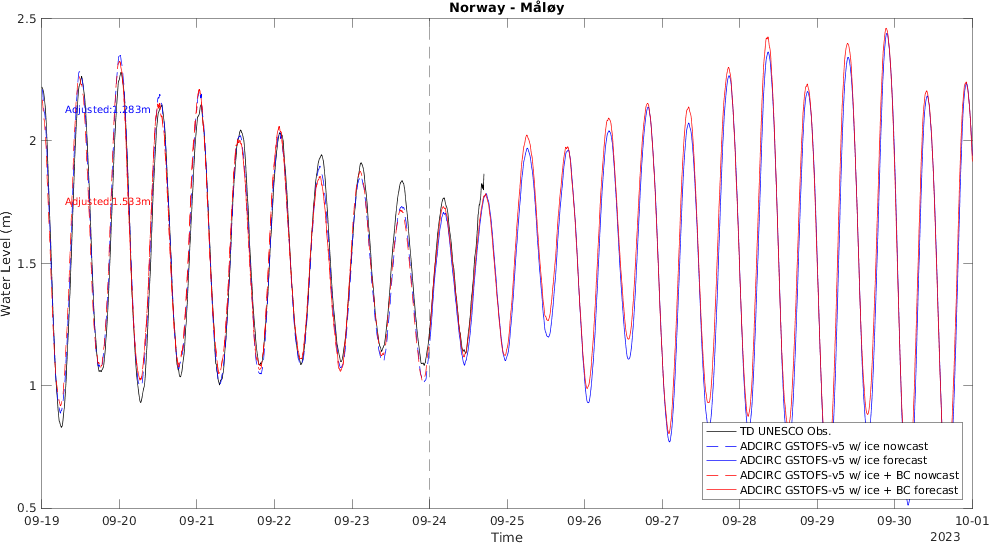 Norway - Måløy
2.5
2
1.5
1
0.5
Water Level (m)
Adjusted:1.283m
Adjusted:1.533m
TD UNESCO Obs.
ADCIRC GSTOFS-v5 w/ ice nowcast
ADCIRC GSTOFS-v5 w/ ice forecast
ADCIRC GSTOFS-v5 w/ ice + BC nowcast
ADCIRC GSTOFS-v5 w/ ice + BC forecast
09-19 09-20 09-21 09-22 09-23 09-24 09-25 09-26 09-27 09-28 09-29 09-30 10-01
Time
2023